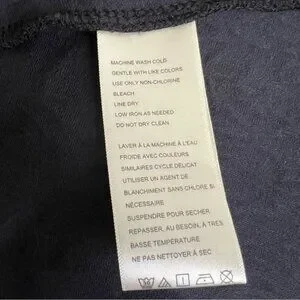 MACHINE WASH COLD
GENTLE WITH LIKE COLORS
USE ONLY NON-CHLORINE
BLEACH
LINE DRY
LOW IRON AS NEEDED
DO NOT DRY CLEAN
LAVER À LA MACHINE À L'EAU
FROIDE AVEC COULEURS
SIMILAIRES CYCLE DÉLICAT
UTILISER UN AGENT DE
BLANCHIMENT SANS CHLORE SI
NÉCESSAIRE
SUSPENDRE POUR SÉCHER
REPASSER, AU BESOIN, À TRÈS
BASSE TEMPÉRATURE
NE PAS NETTOYER À SEC